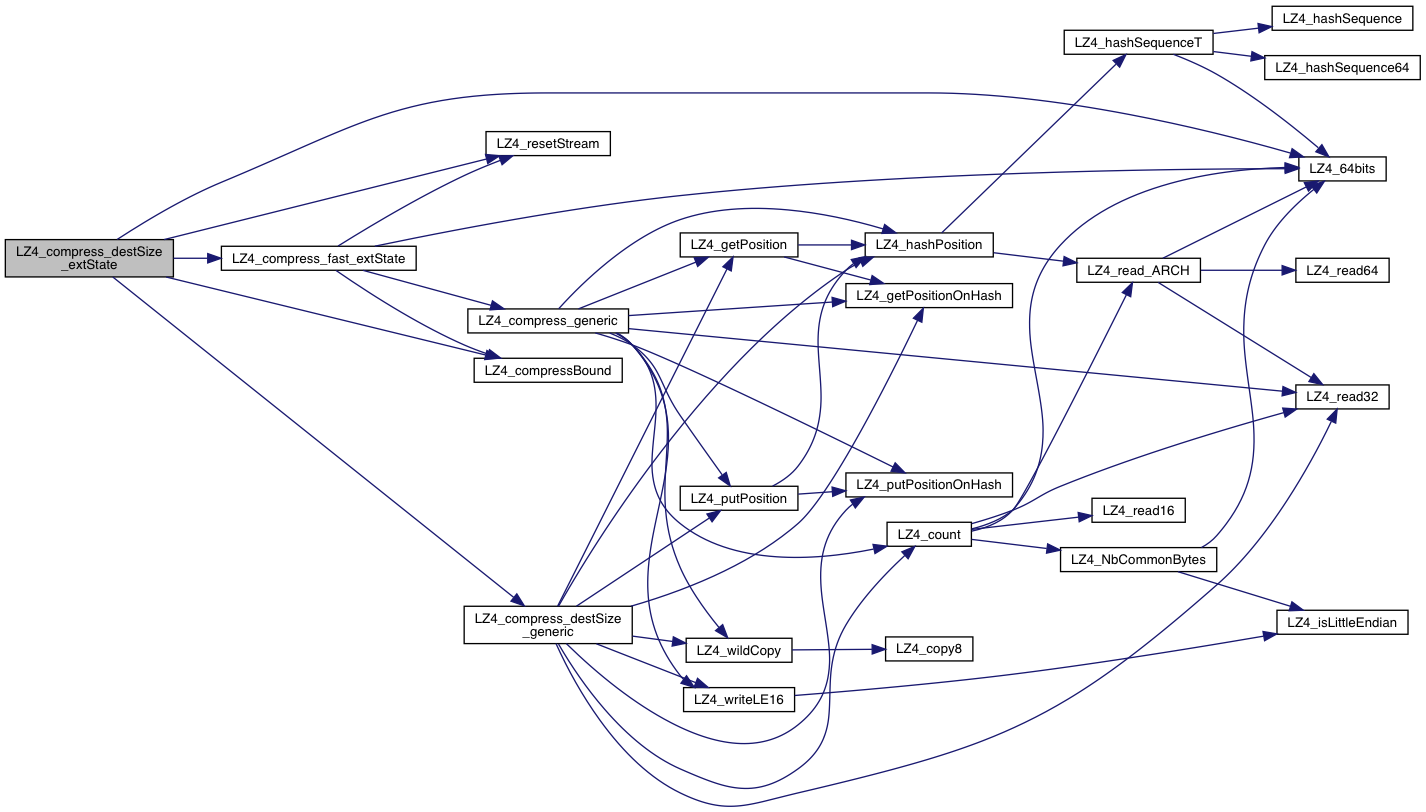 LZ4_compress_destSize
_extState
LZ4_compress_fast_extState
LZ4_resetStream
LZ4_compress_generic
LZ4_compressBound
LZ4_compress_destSize
_generic
LZ4_getPosition
LZ4_putPosition
LZ4_wildCopy
LZ4_writeLE16
LZ4_hashPosition
LZ4_getPositionOnHash
LZ4_putPositionOnHash
LZ4_count
LZ4_copy8
LZ4_hashSequenceT
LZ4_read_ARCH
LZ4_read16
LZ4_NbCommonBytes
LZ4_hashSequence
LZ4_hashSequence64
LZ4_64bits
LZ4_read64
LZ4_read32
LZ4_isLittleEndian